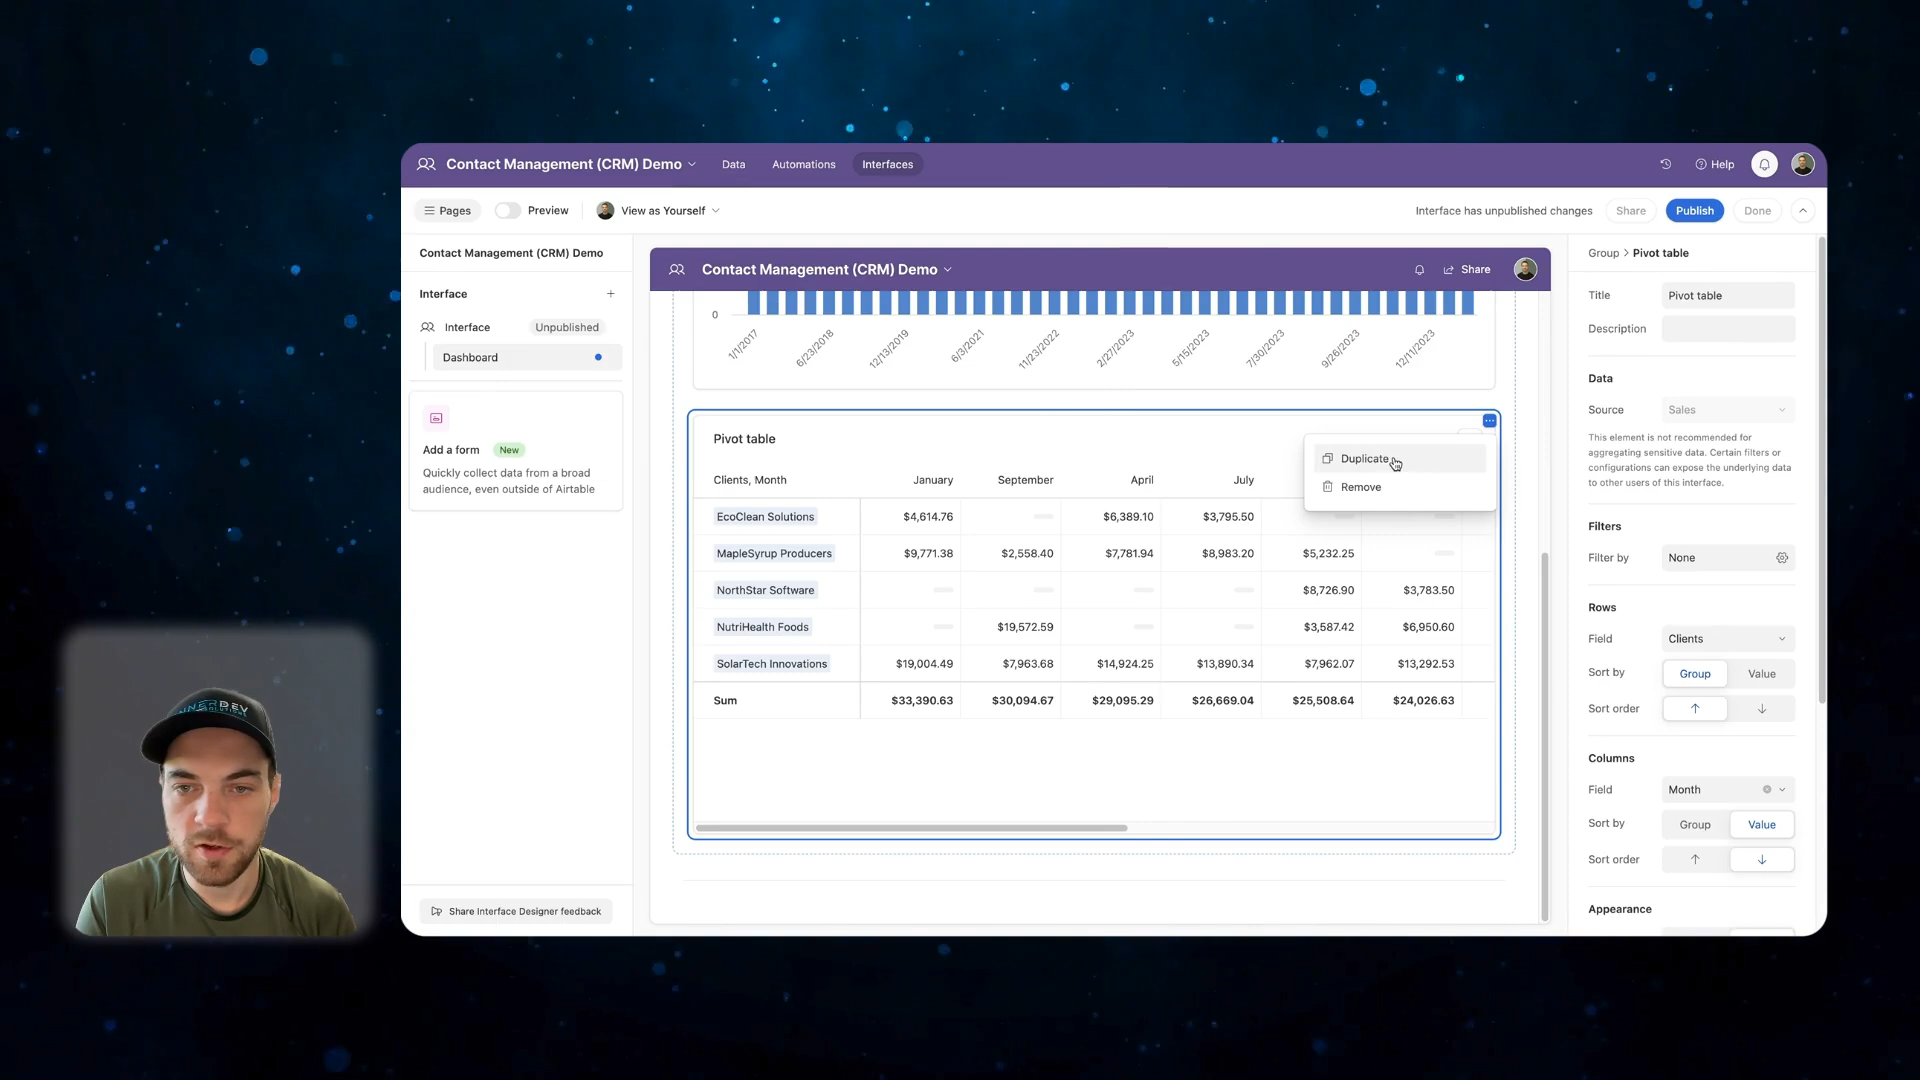 Contact Management (CRM) Demo
Data
Automations
Interfaces
Help
Pages
Preview
View as Yourself
Interface has unpublished changes
Share
Publish
Done
Contact Management (CRM) Demo
Interface
Interface
Unpublished
Dashboard
Add a form
New
Quickly collect data from a broad
audience, even outside of Airtable
Share Interface Designer feedback
Contact Management (CRM) Demo
Share
0
1/1/2017 6/23/2018 12/13/2019 6/3/2021 11/23/2022 2/27/2023 5/15/2023 7/30/2023 9/26/2023 12/11/2023
Pivot table
Duplicate
Remove
Clients, Month January September April July
EcoClean Solutions $4,614.76 $6,389.10 $3,795.50
MapleSyrup Producers $9,771.38 $2,558.40 $7,781.94 $8,983.20 $5,232.25
NorthStar Software $8,726.90 $3,783.50
NutriHealth Foods $19,572.59 $3,587.42 $6,950.60
SolarTech Innovations $19,004.49 $7,963.68 $14,924.25 $13,890.34 $7,962.07 $13,292.53
Sum $33,390.63 $30,094.67 $29,095.29 $26,669.04 $25,508.64 $24,026.63
Group > Pivot table
Title Pivot table
Description
Data
Source Sales
This element is not recommended for
aggregating sensitive data. Certain filters or
configurations can expose the underlying data
to other users of this interface.
Filters
Filter by None
Rows
Field Clients
Sort by Group Value
Sort order
Columns
Field Month
Sort by Group Value
Sort order
Appearance